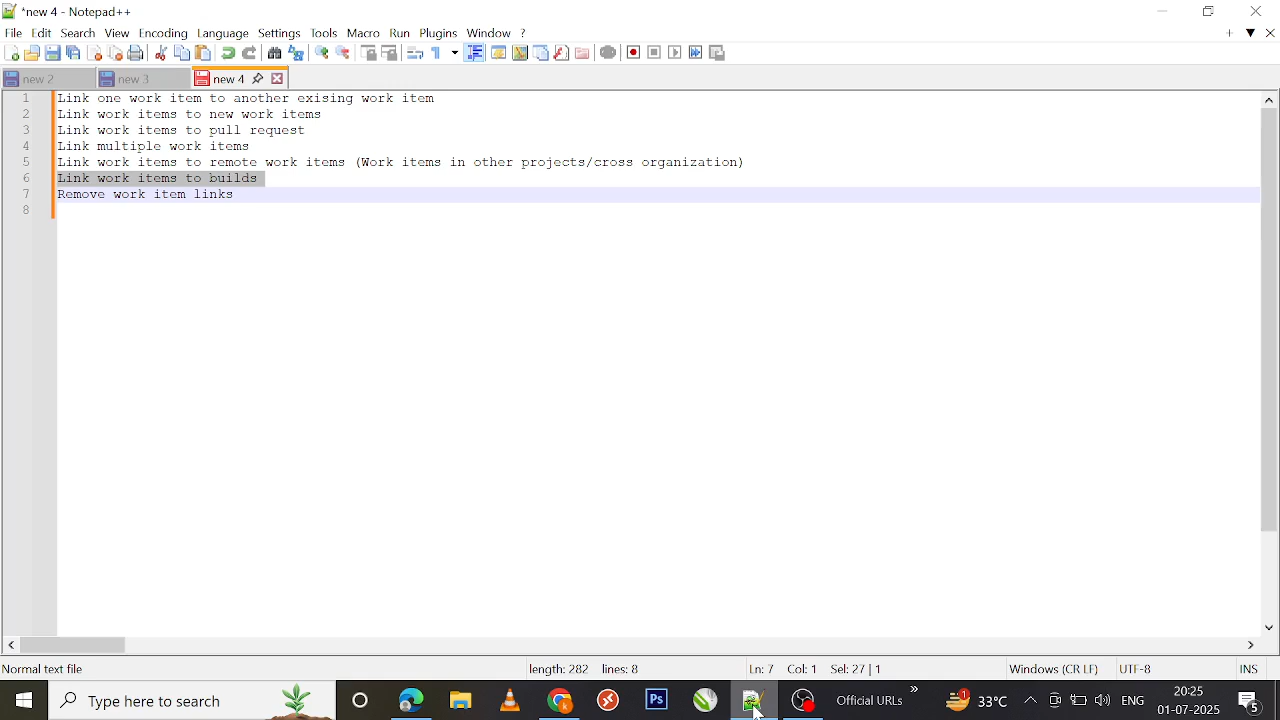 *new 4 - Notepad++
File Edit Search View Encoding Language Settings Tools Macro Run Plugins Window ?
new 2 new 3 new 4
1 Link one work item to another exising work item
2 Link work items to new work items
3 Link work items to pull request
4 Link multiple work items
5 Link work items to remote work items (Work items in other projects/cross organization)
6 Link work items to builds
7 Remove work item links
8
Normal text file length: 282 lines: 8 Ln: 7 Col: 1 Sel: 27 | 1 Windows (CR LF) UTF-8 INS
Type here to search Ps Official URLs » 1 33°C ENG 20:25
01-07-2025 5